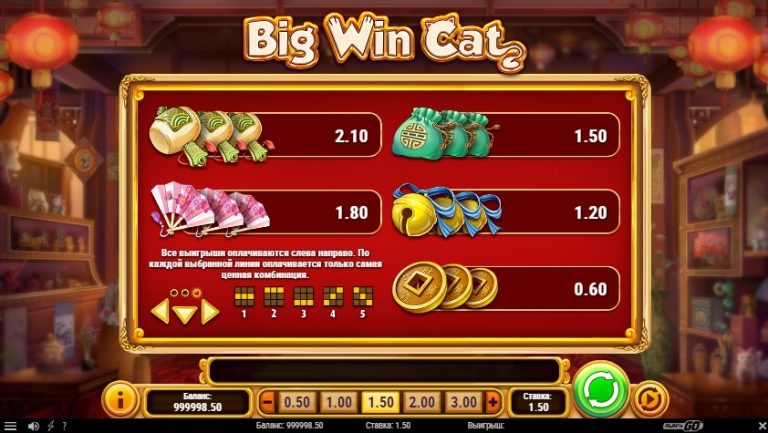 Big Win Cat
2.10
1.50
1.80
1.20
Все выигрыши оплачиваются слева направо. По
каждой выбранной линии оплачивается только самая
ценная комбинация.
0.60
1 2 3 4 5
Баланс:
999998.50
- 0.50 1.00 1.50 2.00 3.00 +
Ставка:
1.50
Баланс: 999998.50 Ставка: 1.50 Выигрыш: PLAY'N GO